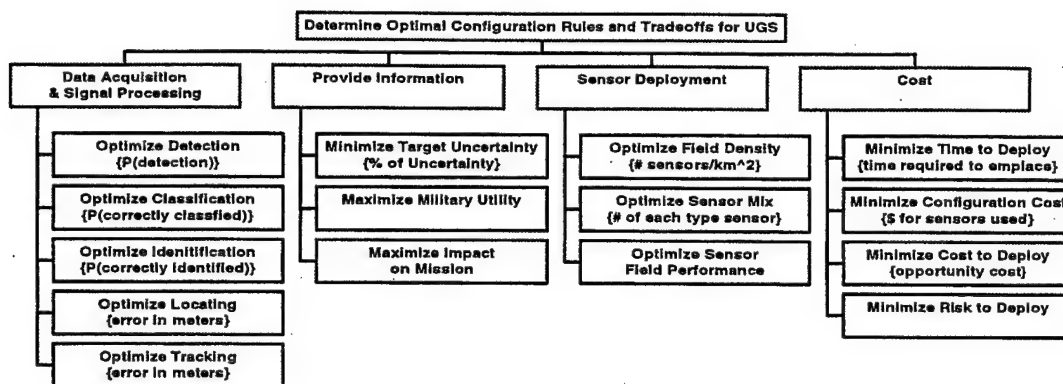 Determine Optimal Configuration Rules and Tradeoffs for UGS
Data Acquisition
& Signal Processing
Optimize Detection
{P(detection)}
Optimize Classification
{P(correctly classfied)}
Optimize Idenitification
{P(correctly identified)}
Optimize Locating
{error in meters}
Optimize Tracking
{error in meters}
Provide Information
Minimize Target Uncertainty
{% of Uncertainty}
Maximize Military Utility
Maximize Impact
on Mission
Sensor Deployment
Optimize Field Density
{# sensors/km^2}
Optimize Sensor Mix
{# of each type sensor}
Optimize Sensor
Field Performance
Cost
Minimize Time to Deploy
{time required to emplace}
Minimize Configuration Cost
{$ for sensors used}
Minimize Cost to Deploy
{opportunity cost}
Minimize Risk to Deploy